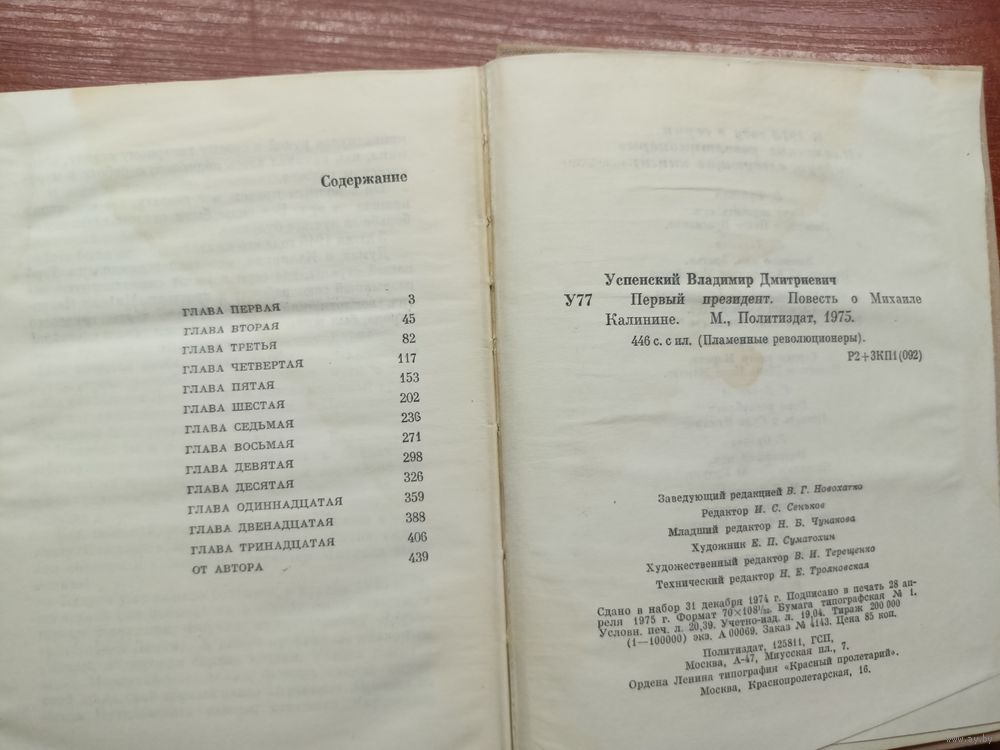 Содержание
ГЛАВА ПЕРВАЯ 3
ГЛАВА ВТОРАЯ 45
ГЛАВА ТРЕТЬЯ 82
ГЛАВА ЧЕТВЕРТАЯ 117
ГЛАВА ПЯТАЯ 153
ГЛАВА ШЕСТАЯ 202
ГЛАВА СЕДЬМАЯ 236
ГЛАВА ВОСЬМАЯ 271
ГЛАВА ДЕВЯТАЯ 298
ГЛАВА ДЕСЯТАЯ 326
ГЛАВА ОДИННАДЦАТАЯ 359
ГЛАВА ДВЕНАДЦАТАЯ 388
ГЛАВА ТРИНАДЦАТАЯ 406
ОТ АВТОРА 439
Успенский Владимир Дмитриевич
У77 Первый президент. Повесть о Михаиле
Калинине. М., Политиздат, 1975.
446 с. с ил. (Пламенные революционеры).
Р2+3КП1(092)
Заведующий редакцией В. Г. Новохатко
Редактор И. С. Сеньков
Младший редактор Н. Б. Чунакова
Художник Е. П. Суматохин
Художественный редактор В. И. Терещенко
Технический редактор Н. Е. Трояновская
Сдано в набор 31 декабря 1974 г. Подписано в печать 28 ап-
реля 1975 г. Формат 70×108¹/₃₂. Бумага типографская № 1.
Условн. печ. л. 20,39. Учетно-изд. л. 19,04. Тираж 200 000
(1—100000) экз. А 00069. Заказ № 4143. Цена 85 коп.
Политиздат, 125811, ГСП,
Москва, А-47, Миусская пл., 7.
Ордена Ленина типография «Красный пролетарий».
Москва, Краснопролетарская, 16.
www.ay.by